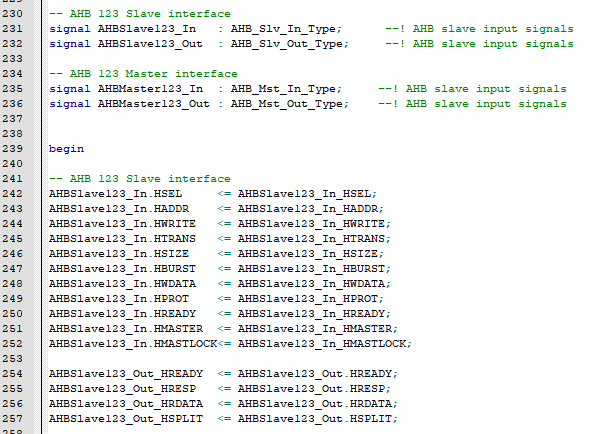 230 -- AHB 123 Slave interface
231 signal AHBSlave123_In : AHB_Slv_In_Type; --! AHB slave input signals
232 signal AHBSlave123_Out : AHB_Slv_Out_Type; --! AHB slave input signals
233
234 -- AHB 123 Master interface
235 signal AHBMaster123_In : AHB_Mst_In_Type; --! AHB slave input signals
236 signal AHBMaster123_Out : AHB_Mst_Out_Type; --! AHB slave input signals
237
238
239 begin
240
241 -- AHB 123 Slave interface
242 AHBSlave123_In.HSEL <= AHBSlave123_In_HSEL;
243 AHBSlave123_In.HADDR <= AHBSlave123_In_HADDR;
244 AHBSlave123_In.HWRITE <= AHBSlave123_In_HWRITE;
245 AHBSlave123_In.HTRANS <= AHBSlave123_In_HTRANS;
246 AHBSlave123_In.HSIZE <= AHBSlave123_In_HSIZE;
247 AHBSlave123_In.HBURST <= AHBSlave123_In_HBURST;
248 AHBSlave123_In.HWDATA <= AHBSlave123_In_HWDATA;
249 AHBSlave123_In.HPROT <= AHBSlave123_In_HPROT;
250 AHBSlave123_In.HREADY <= AHBSlave123_In_HREADY;
251 AHBSlave123_In.HMASTER <= AHBSlave123_In_HMASTER;
252 AHBSlave123_In.HMASTLOCK<= AHBSlave123_In_HMASTLOCK;
253
254 AHBSlave123_Out_HREADY <= AHBSlave123_Out.HREADY;
255 AHBSlave123_Out_HRESP <= AHBSlave123_Out.HRESP;
256 AHBSlave123_Out_HRDATA <= AHBSlave123_Out.HRDATA;
257 AHBSlave123_Out_HSPLIT <= AHBSlave123_Out.HSPLIT;